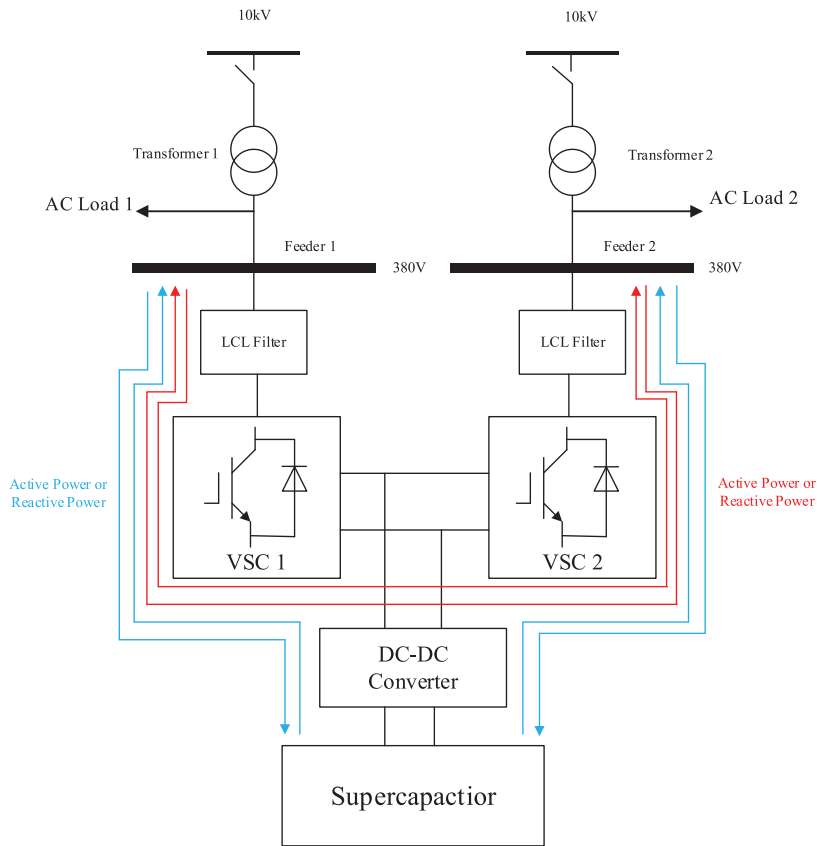 10kV
10kV
Transformer 1
Transformer 2
AC Load 1
AC Load 2
Feeder 1
Feeder 2
380V
380V
LCL Filter
LCL Filter
Active Power or
Reactive Power
Active Power or
Reactive Power
VSC 1
VSC 2
DC-DC
Converter
Supercapactior